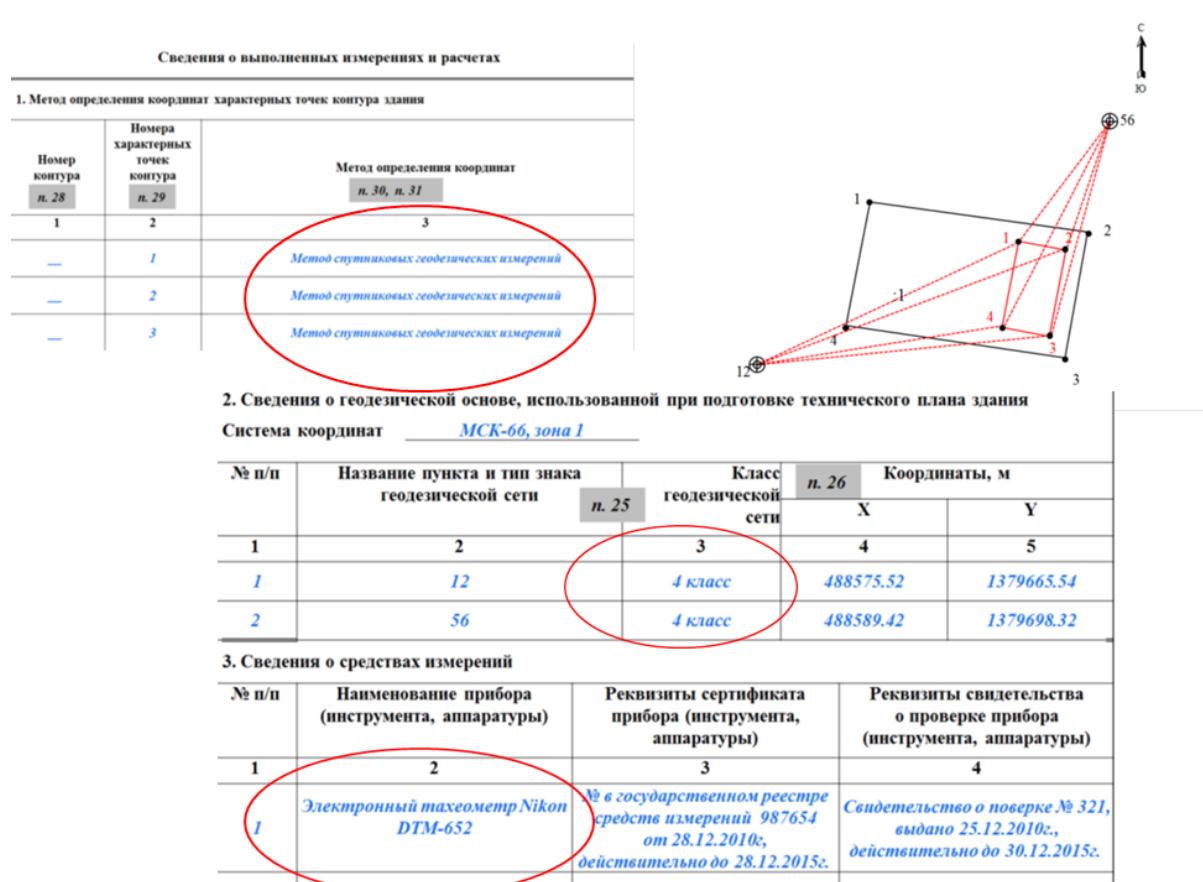 Сведения о выполненных измерениях и расчетах
1. Метод определения координат характерных точек контура здания
Номер контура
п. 28
Номера характерных точек контура
п. 29
Метод определения координат
п. 30, п. 31
1 2 3
— 1 Метод спутниковых геодезических измерений
— 2 Метод спутниковых геодезических измерений
— 3 Метод спутниковых геодезических измерений
С
Ю
56
1
2
1
2
:1
4
4
3
12
3
2. Сведения о геодезической основе, использованной при подготовке технического плана здания
Система координат МСК-66, зона 1
№ п/п
Название пункта и тип знака
геодезической сети
п. 25
Класс
геодезической
сети
п. 26
Координаты, м
X Y
1 2 3 4 5
1 12 4 класс 488575.52 1379665.54
2 56 4 класс 488589.42 1379698.32
3. Сведения о средствах измерений
№ п/п
Наименование прибора
(инструмента, аппаратуры)
Реквизиты сертификата
прибора (инструмента,
аппаратуры)
Реквизиты свидетельства
о проверке прибора
(инструмента, аппаратуры)
1 2 3 4
1
Электронный тахеометр Nikon
DTM-652
№ в государственном реестре
средств измерений 987654
от 28.12.2010г,
действительно до 28.12.2015г.
Свидетельство о поверке № 321,
выдано 25.12.2010г.,
действительно до 30.12.2015г.